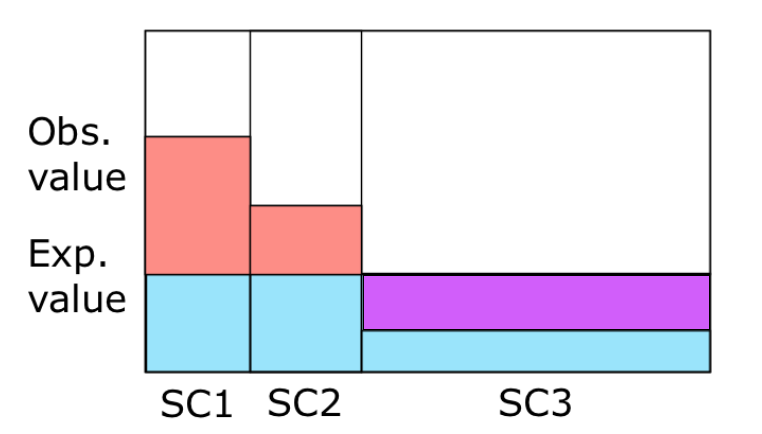 Obs.
value
Exp.
value
SC1 SC2 SC3